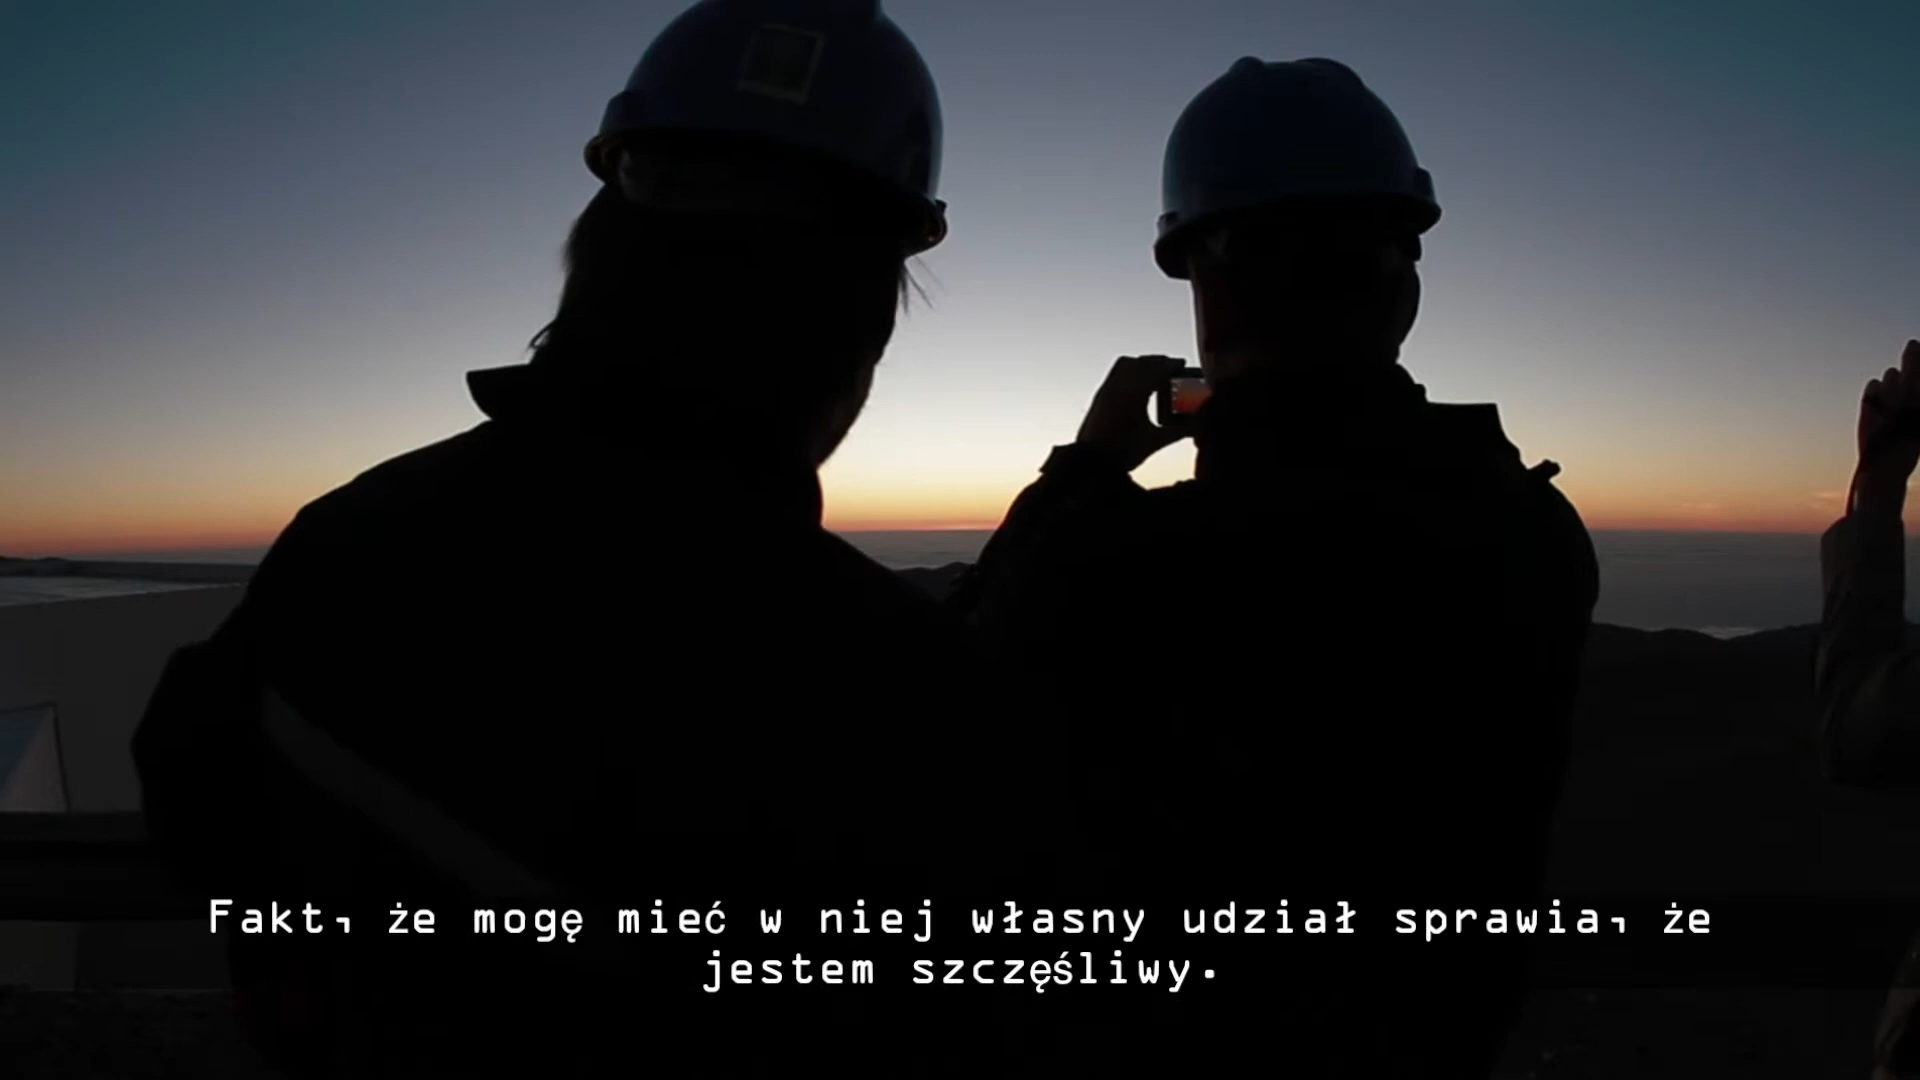 Fakt, że mogę mieć w niej własny udział sprawia, że
jestem szczęśliwy.